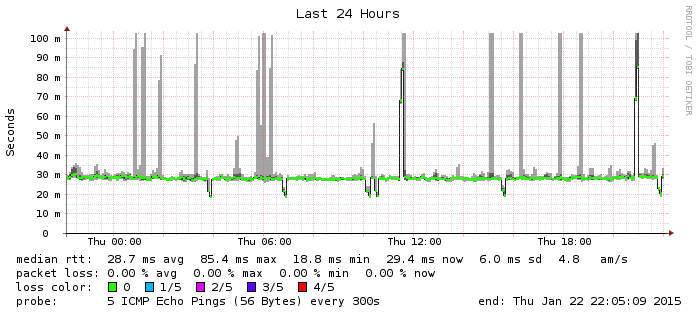 Last 24 Hours
RRDTOOL / TOBI OETIKER
Seconds
100 m
90 m
80 m
70 m
60 m
50 m
40 m
30 m
20 m
10 m
0
Thu 00:00 Thu 06:00 Thu 12:00 Thu 18:00
median rtt: 28.7 ms avg 85.4 ms max 18.8 ms min 29.4 ms now 6.0 ms sd 4.8 am/s
packet loss: 0.00 % avg 0.00 % max 0.00 % min 0.00 % now
loss color: 0 1/5 2/5 3/5 4/5
probe: 5 ICMP Echo Pings (56 Bytes) every 300s end: Thu Jan 22 22:05:09 2015